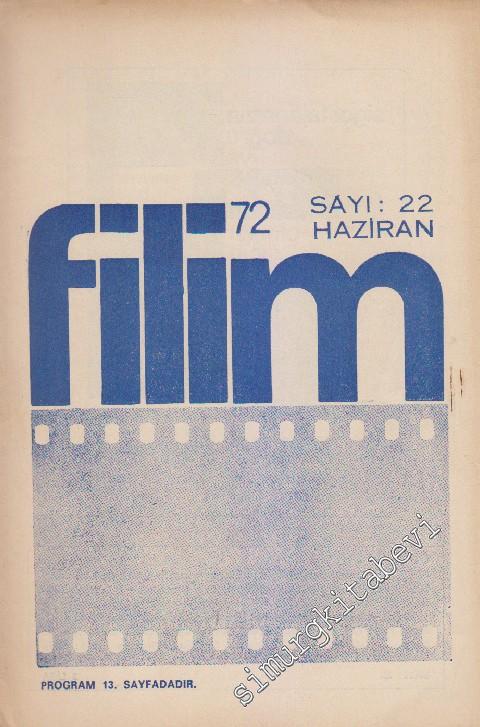 filim 72
SAYI: 22
HAZİRAN
PROGRAM 13. SAYFADADIR.
simurgkitabevi